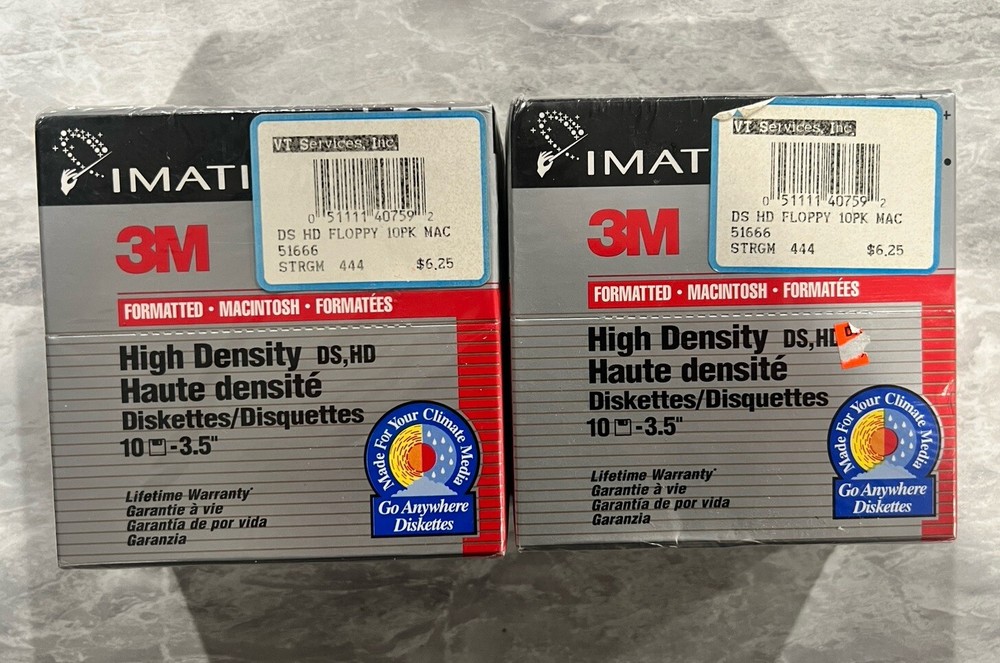 IMATI
VT Services, Inc.
0 51111 40759 2
DS HD FLOPPY 10PK MAC
51666
STRGM 444 $6.25
3M
FORMATTED • MACINTOSH • FORMATÉES
High Density DS,HD
Haute densité
Diskettes/Disquettes
10 -3.5"
Made For Your Climate Media
Go Anywhere
Diskettes
Lifetime Warranty*
Garantie à vie
Garantía de por vida
Garanzia
IMAT
VT Services, Inc.
0 51111 40759 2
DS HD FLOPPY 10PK MAC
51666
STRGM 444 $6.25
3M
FORMATTED • MACINTOSH • FORMATÉES
High Density DS,HD
Haute densité
Diskettes/Disquettes
10 -3.5"
Made For Your Climate Media
Go Anywhere
Diskettes
Lifetime Warranty*
Garantie à vie
Garantía de por vida
Garanzia